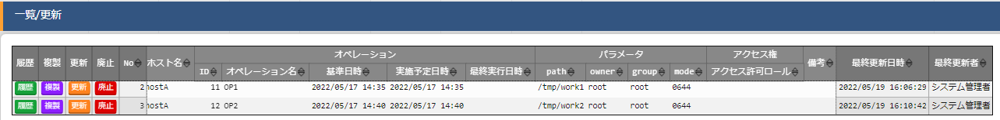 一覧/更新
履歴 複製 更新 廃止 No ホスト名 オペレーション パラメータ アクセス権 備考 最終更新日時 最終更新者
ID オペレーション名 基準日時 実施予定日時 最終実行日時 path owner group mode アクセス許可ロール
履歴 複製 更新 廃止 2 hostA 11 OP1 2022/05/17 14:35 2022/05/17 14:35 /tmp/work1 root root 0644 2022/05/19 16:06:29 システム管理者
履歴 複製 更新 廃止 3 hostA 12 OP2 2022/05/17 14:40 2022/05/17 14:40 /tmp/work2 root root 0644 2022/05/19 16:10:42 システム管理者